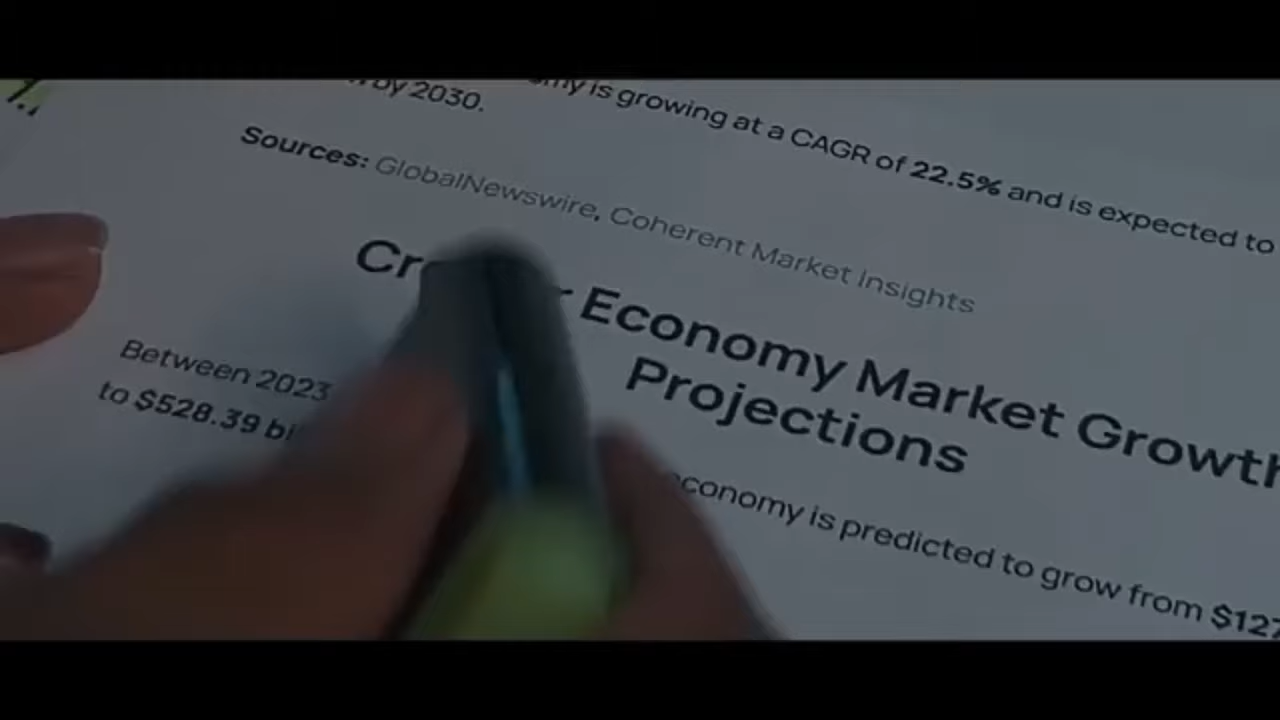 is growing at a CAGR of 22.5% and is expected to
by 2030.
Sources: GlobalNewswire, Coherent Market Insights
Economy Market Growth
Projections
Between 2023 economy is predicted to grow from
to $528.39